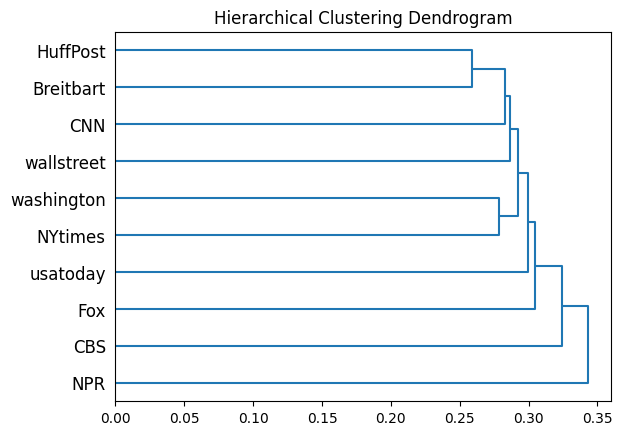 Hierarchical Clustering Dendrogram
HuffPost
Breitbart
CNN
wallstreet
washington
NYtimes
usatoday
Fox
CBS
NPR
0.00 0.05 0.10 0.15 0.20 0.25 0.30 0.35